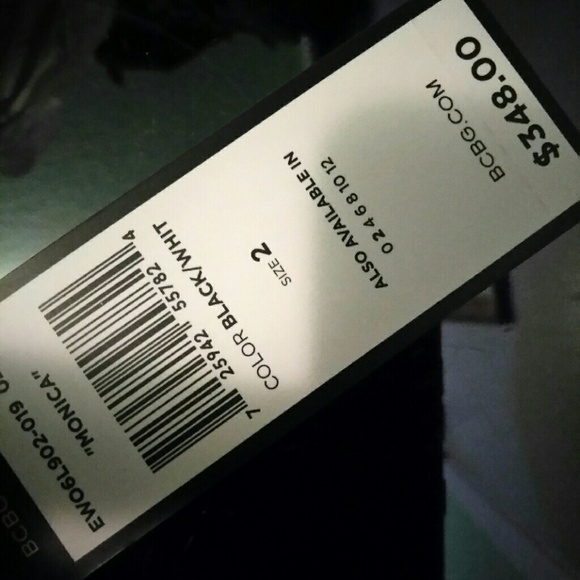 EW06L902-019
"MONICA"
7 25942 55782 4
COLOR BLACK/WHIT
SIZE 2
ALSO AVAILABLE IN
0 2 4 6 8 10 12
BCBG.COM
$348.00